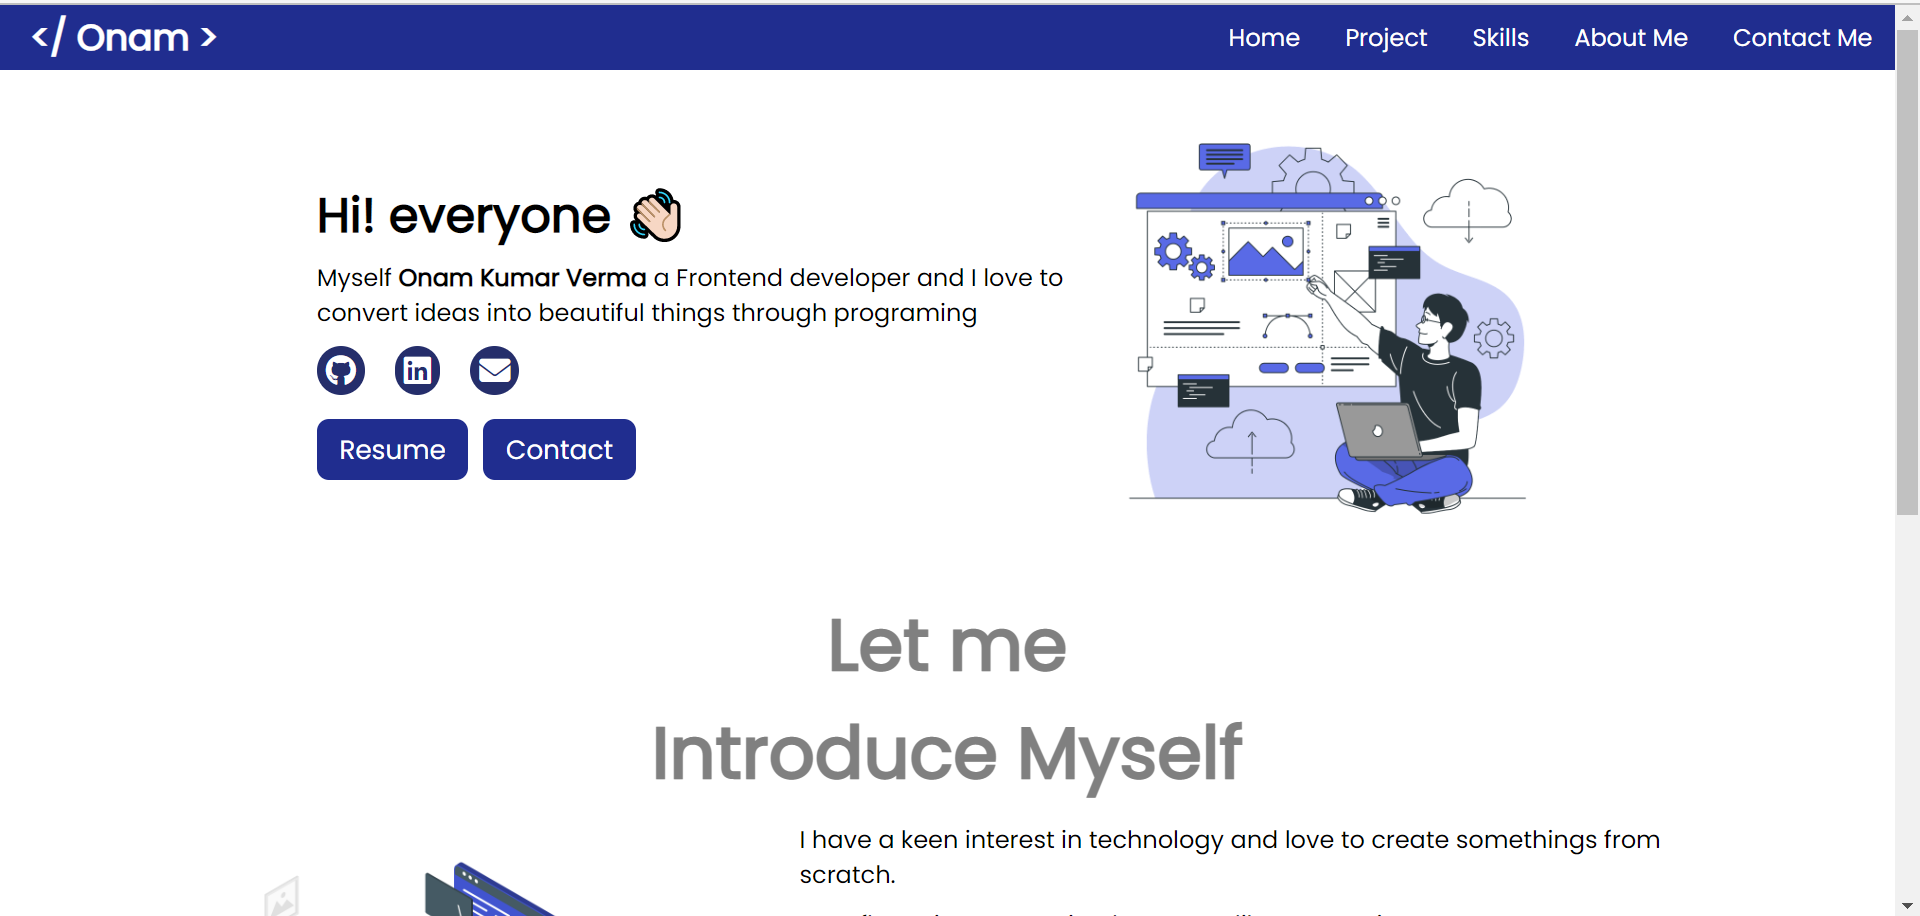 </ Onam >
Home Project Skills About Me Contact Me
Hi! everyone 👋🏻
Myself Onam Kumar Verma a Frontend developer and I love to
convert ideas into beautiful things through programing
in
Resume Contact
Let me
Introduce Myself
I have a keen interest in technology and love to create somethings from
scratch.